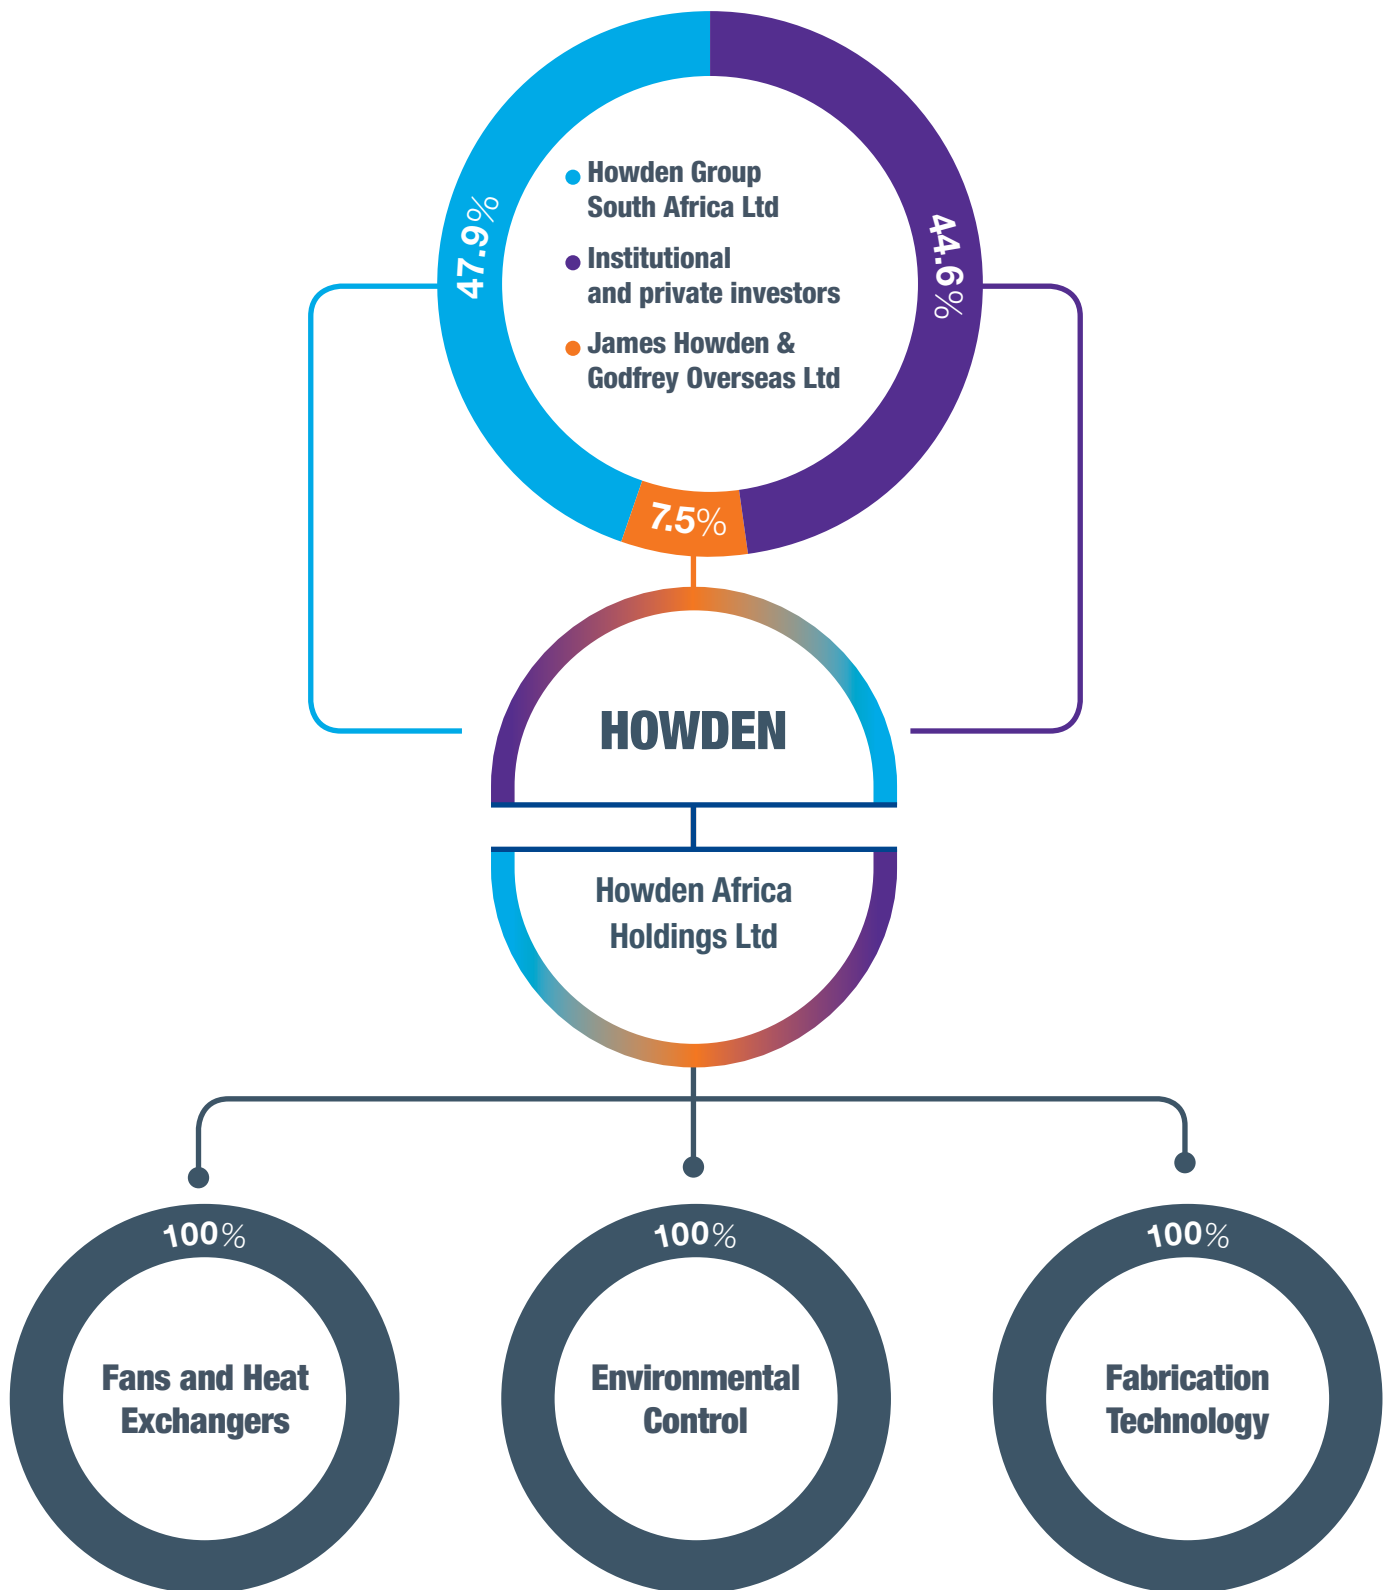 Howden Group
South Africa Ltd
Institutional
and private investors
James Howden &
Godfrey Overseas Ltd
47.9%
44.6%
7.5%
HOWDEN
Howden Africa
Holdings Ltd
100%
Fans and Heat
Exchangers
100%
Environmental
Control
100%
Fabrication
Technology